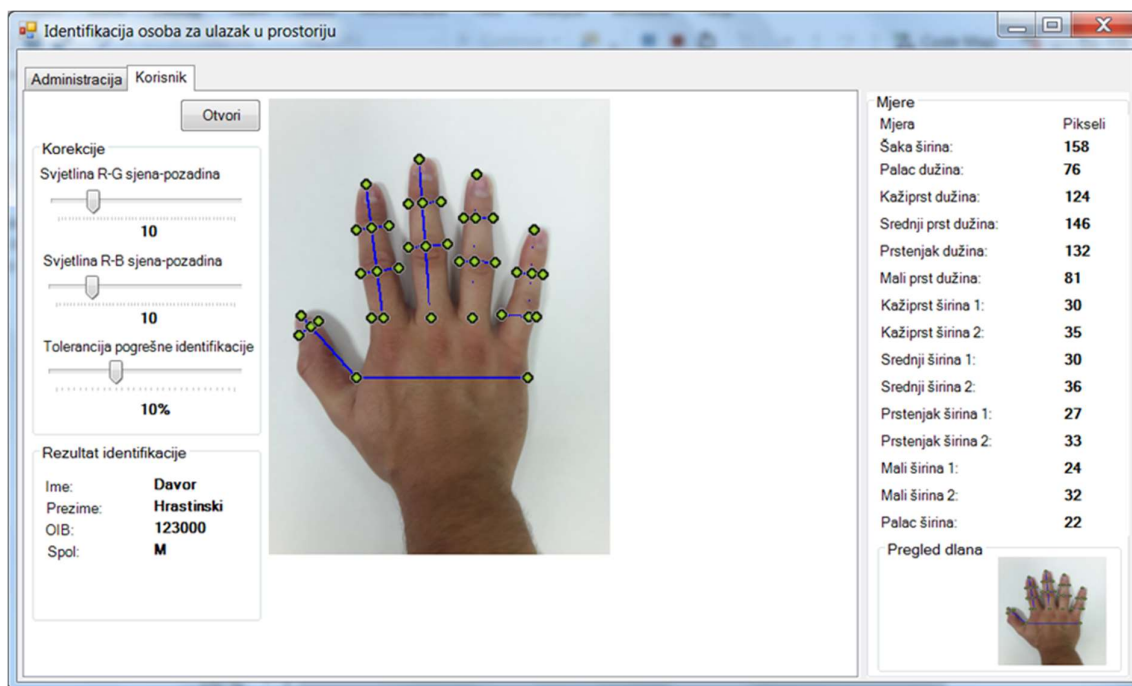 Identifikacija osoba za ulazak u prostoriju
Administracija
Korisnik
Otvori
Korekcije
Svjetlina R-G sjena-pozadina
10
Svjetlina R-B sjena-pozadina
10
Tolerancija pogrešne identifikacije
10%
Rezultat identifikacije
Ime: Davor
Prezime: Hrastinski
OIB: 123000
Spol: M
Mjere
Mjera Pikseli
Šaka širina: 158
Palac dužina: 76
Kažiprst dužina: 124
Srednji prst dužina: 146
Prstenjak dužina: 132
Mali prst dužina: 81
Kažiprst širina 1: 30
Kažiprst širina 2: 35
Srednji širina 1: 30
Srednji širina 2: 36
Prstenjak širina 1: 27
Prstenjak širina 2: 33
Mali širina 1: 24
Mali širina 2: 32
Palac širina: 22
Pregled dlana